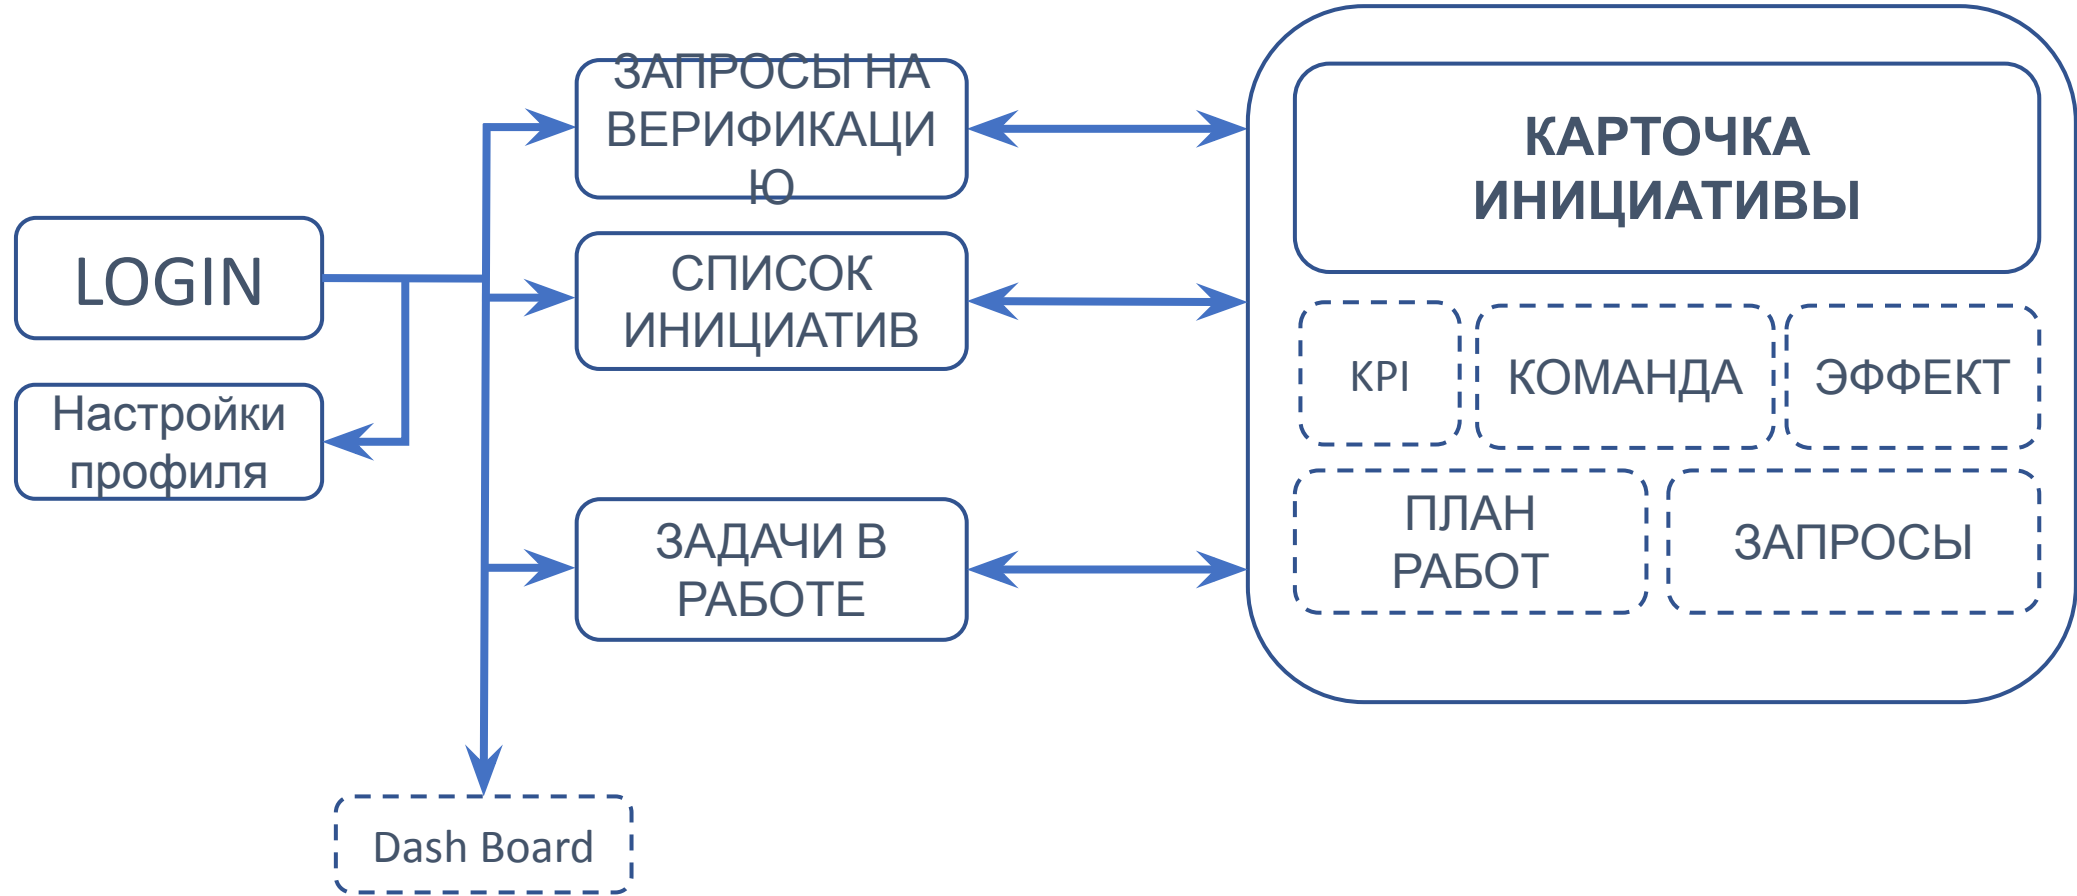 LOGIN
Настройки
профиля
ЗАПРОСЫ НА
ВЕРИФИКАЦИ
Ю
СПИСОК
ИНИЦИАТИВ
ЗАДАЧИ В
РАБОТЕ
Dash Board
КАРТОЧКА
ИНИЦИАТИВЫ
KPI
КОМАНДА
ЭФФЕКТ
ПЛАН
РАБОТ
ЗАПРОСЫ